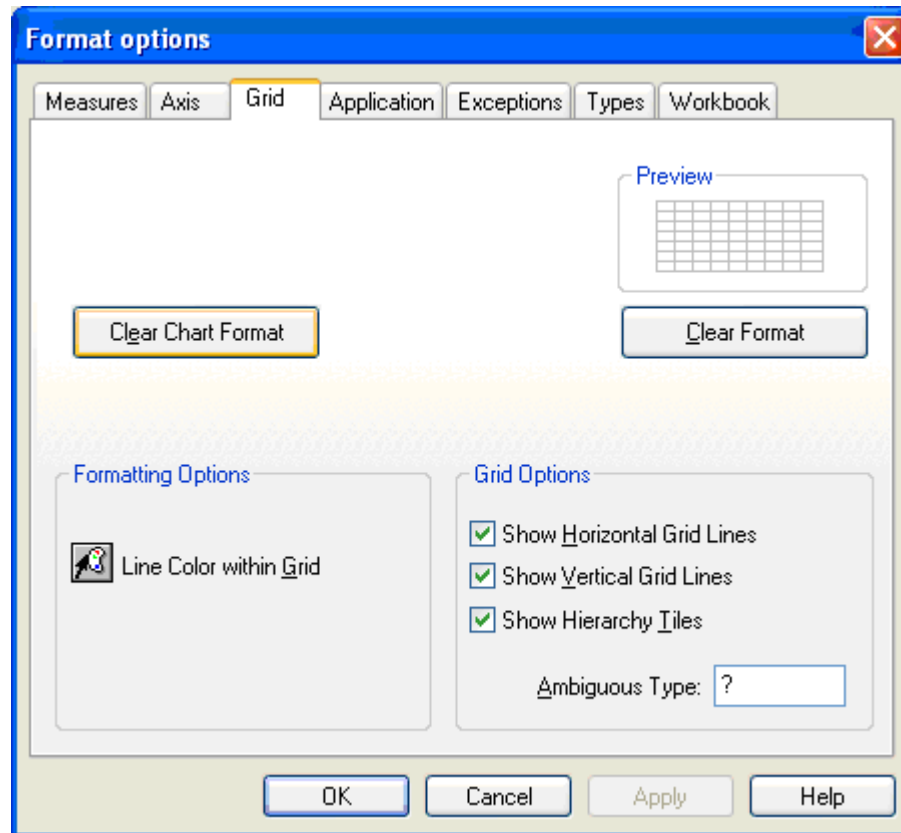 Format options
Measures Axis Grid Application Exceptions Types Workbook
Preview
Clear Chart Format
Clear Format
Formatting Options
Line Color within Grid
Grid Options
Show Horizontal Grid Lines
Show Vertical Grid Lines
Show Hierarchy Tiles
Ambiguous Type: ?
OK Cancel Apply Help